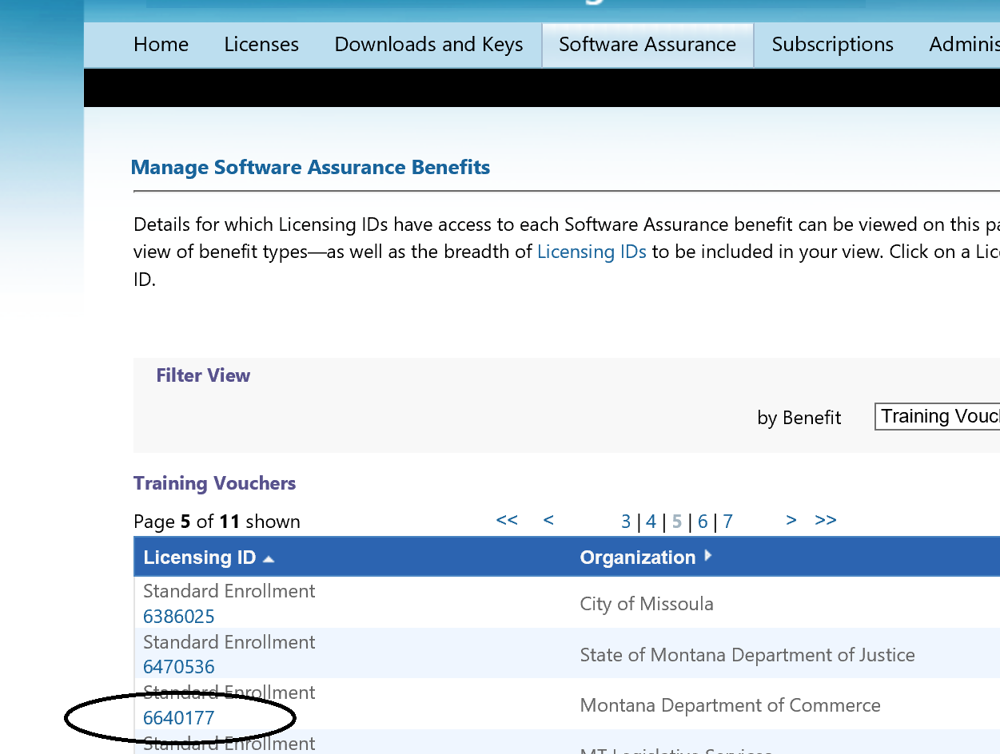 Home Licenses Downloads and Keys Software Assurance Subscriptions
Manage Software Assurance Benefits
Details for which Licensing IDs have access to each Software Assurance benefit can be viewed on this
view of benefit types—as well as the breadth of Licensing IDs to be included in your view. Click on a
ID.
Filter View
by Benefit Training
Training Vouchers
Page 5 of 11 shown << < 3 | 4 | 5 | 6 | 7 > >>
Licensing ID Organization
Standard Enrollment
6386025
City of Missoula
Standard Enrollment
6470536
State of Montana Department of Justice
Standard Enrollment
6640177
Montana Department of Commerce
Standard Enrollment
MT Legislative Services